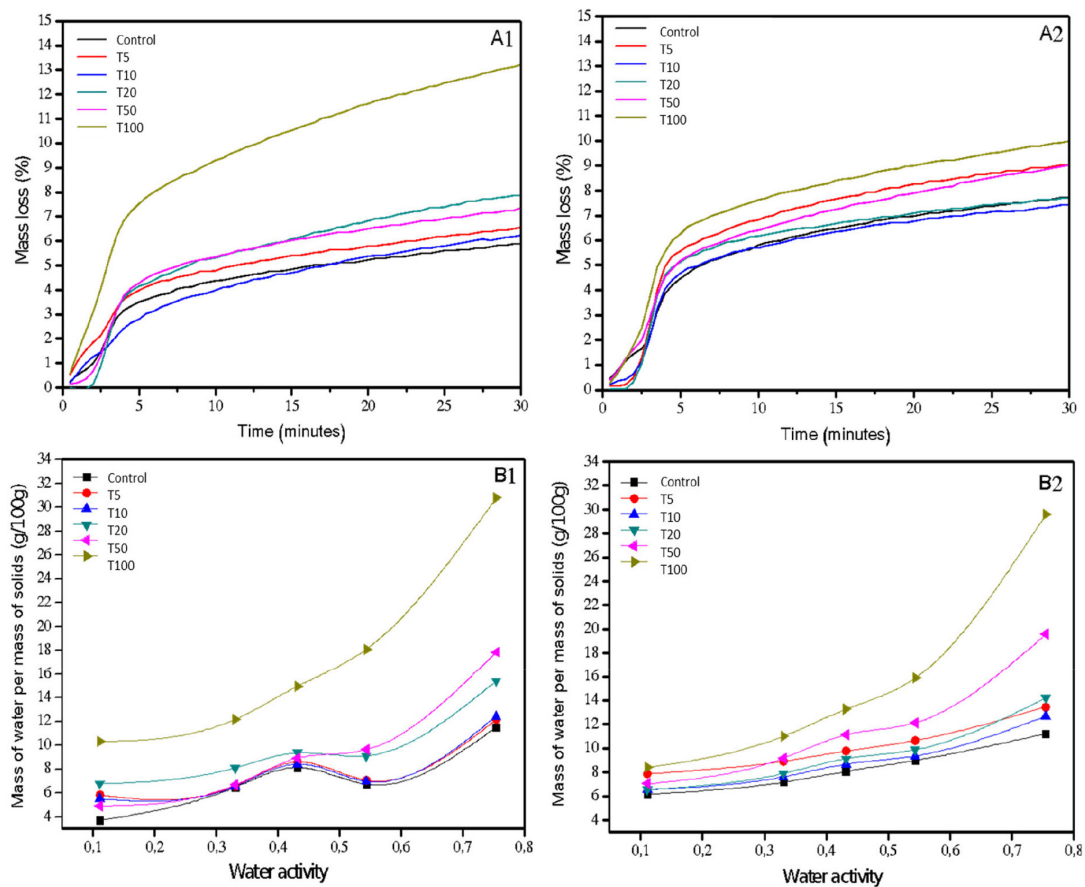 A1
Control
T5
T10
T20
T50
T100
Mass loss (%)
15
14
13
12
11
10
9
8
7
6
5
4
3
2
1
0
0 5 10 15 20 25 30
Time (minutes)
A2
Control
T5
T10
T20
T50
T100
Mass loss (%)
15
14
13
12
11
10
9
8
7
6
5
4
3
2
1
0
0 5 10 15 20 25 30
Time (minutes)
B1
Control
T5
T10
T20
T50
T100
Mass of water per mass of solids (g/100g)
34
32
30
28
26
24
22
20
18
16
14
12
10
8
6
4
0,1 0,2 0,3 0,4 0,5 0,6 0,7 0,8
Water activity
B2
Control
T5
T10
T20
T50
T100
Mass of water per mass of solids (g/100g)
34
32
30
28
26
24
22
20
18
16
14
12
10
8
6
4
0,1 0,2 0,3 0,4 0,5 0,6 0,7 0,8
Water activity